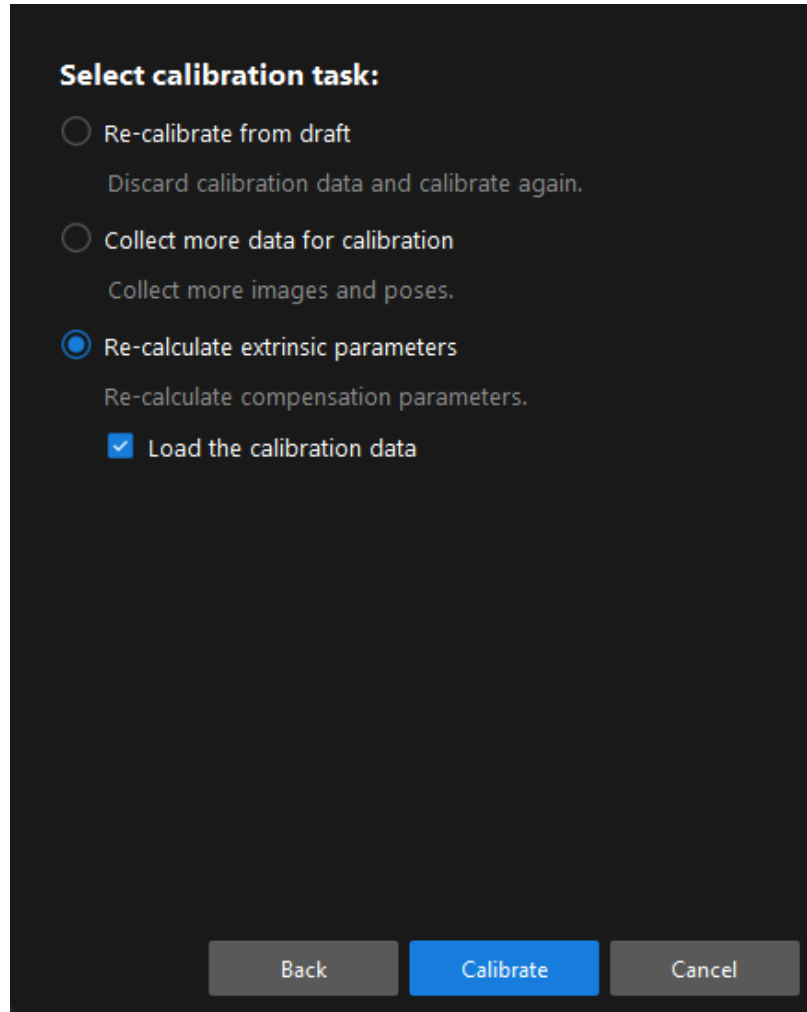 Select calibration task:
Re-calibrate from draft
Discard calibration data and calibrate again.
Collect more data for calibration
Collect more images and poses.
Re-calculate extrinsic parameters
Re-calculate compensation parameters.
Load the calibration data
Back Calibrate Cancel